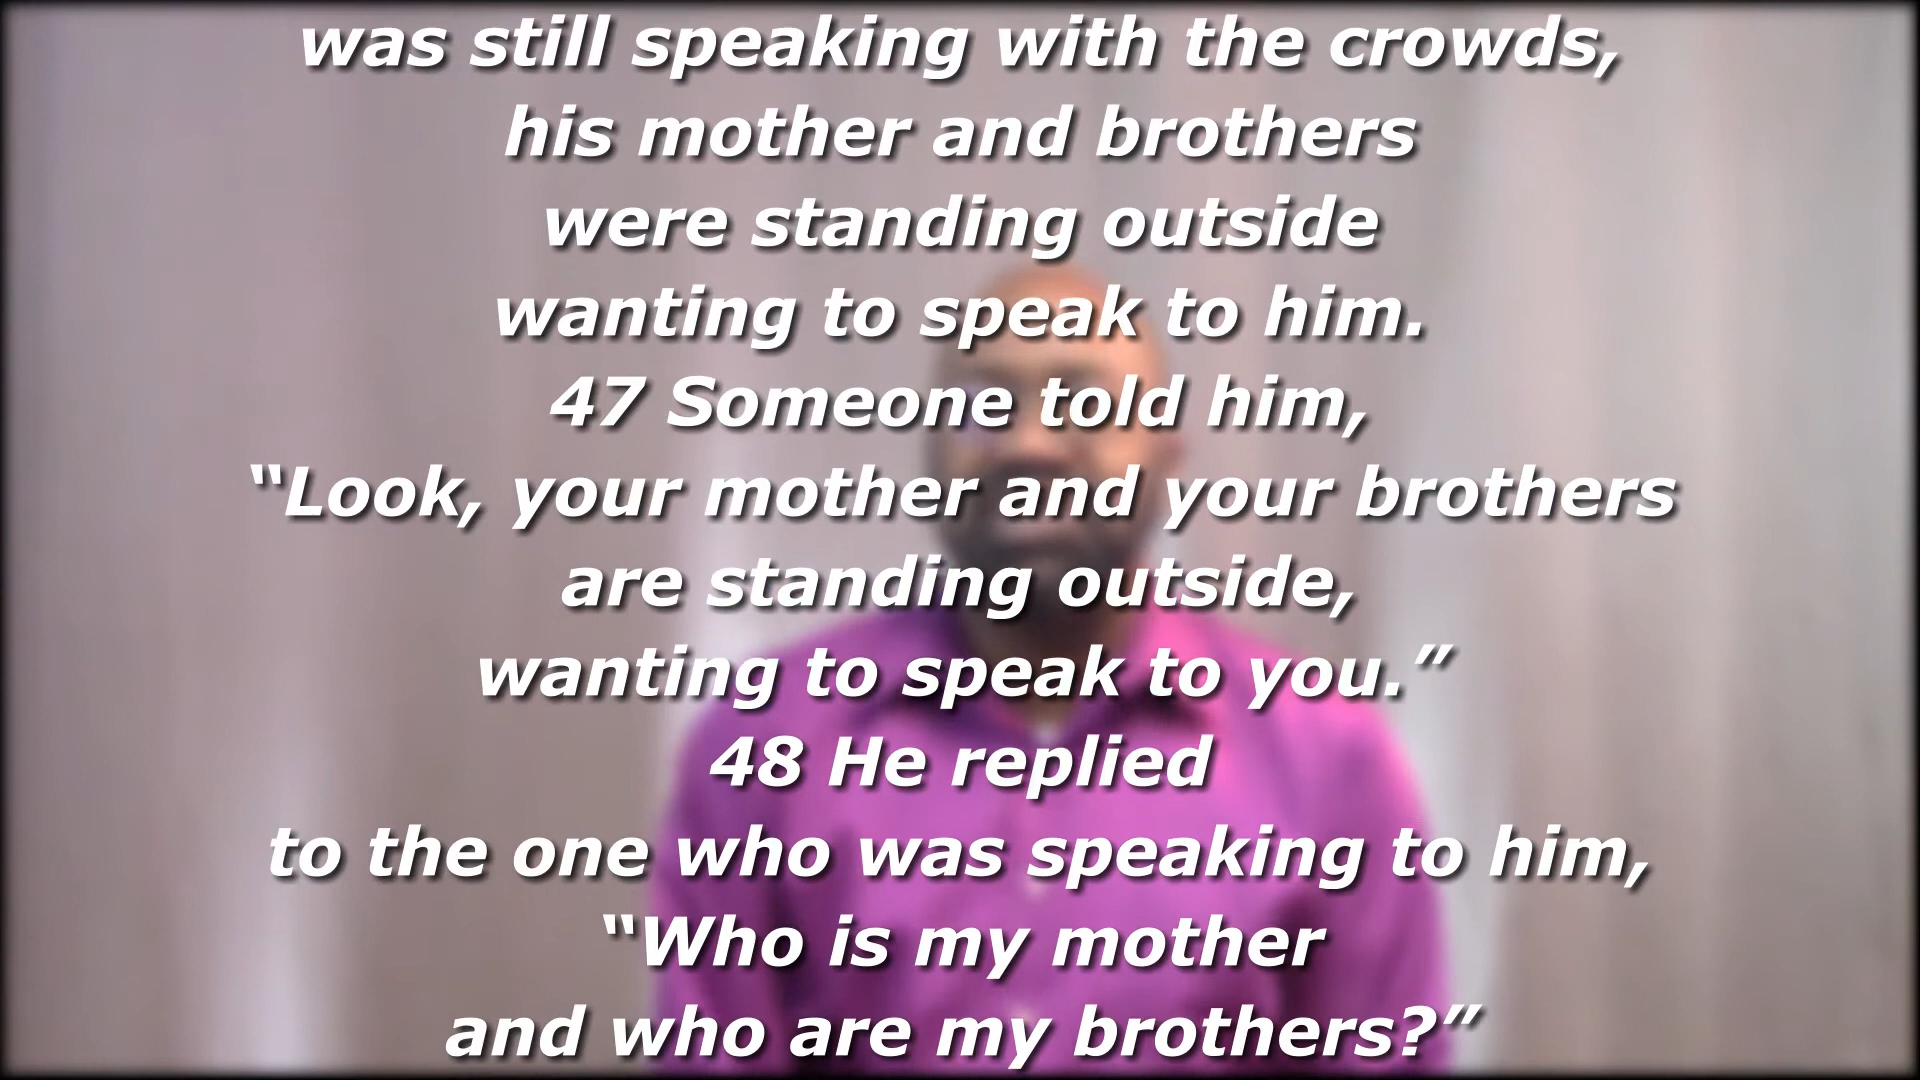 was still speaking with the crowds,
his mother and brothers
were standing outside
wanting to speak to him.
47 Someone told him,
“Look, your mother and your brothers
are standing outside,
wanting to speak to you.”
48 He replied
to the one who was speaking to him,
“Who is my mother
and who are my brothers?”